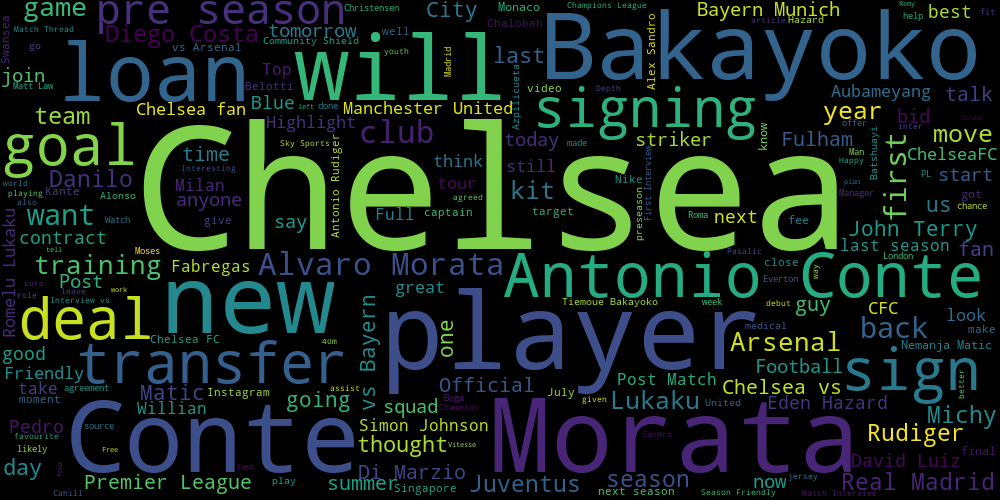 game
pre season
Christensen
City
Monaco
Champions League
Bayern Munich
Remy
best
Match Thread
Diego Costa
tomorrow
Community Shield
well
Chalobah
article
Hazard
help
fit
Swansea
go
loan
vs Arsenal
will
youth
Madrid
last
Bakayoko
Alex Sandro
join
Matt Law
Top
Belotti
video
Depth
Aubameyang
talk
Chelsea fan
Blue
left
done
Manchester United
Azpilicueta
signing
year
offer
inter
bid
Costs
team
Highlight
club
today
made
striker
know
Fulham
Man
Happy
Batshuayi
first
move
goal
time
Sky Sports
Interesting
Chelsea
think
still
First Interview
plan
Manager
PL
ChelseaFC
start
Danilo
Milan
anyone
Antonio Rudiger
tour
agreed
kit
Nike
world
playing
Kante
Alonso
also
give
say
Full
captain
target
preseason
Roma
next
fee
us
got
chance
want
Watch
John Terry
contract
tell
Moses
last season
London
fan
Romelu Lukaku
training
Fabregas
Alvaro Morata
Pasalic
close
Everton
way
Antonio Conte
Post
great
Euro
role
leave
work
Interview vs
deal
new
vs Bayern
Tiemoue Bakayoko
week
debut
guy
CFC
look
make
one
player
back
Nemanja Matic
good
Chelsea FC
40m
medical
Arsenal
Friendly
transfer
Football
sign
better
take
agreement
moment
Matic
Instagram
going
assist
Official
July
given
Post Match
Chelsea vs
Willian
squad
Boga
Champion
Lukaku
United
Eden Hazard
Michy
Pedro
favourite
likely
source
Free
Conte
Simon Johnson
thought
Vitesse
Morata
Sandro
Rudiger
David Luiz
final
day
four
two
Di Marzio
season
now
Cahill
Premier League
play
summer
Singapore
Juventus
next season
Season Friendly
jersey
Match Interview
Real Madrid